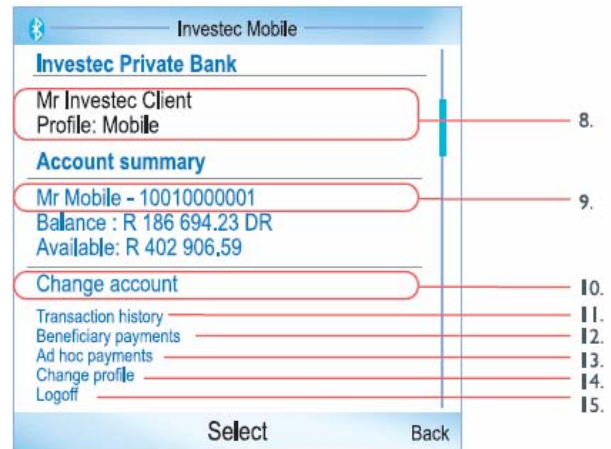 Investec Mobile
Investec Private Bank
Mr Investec Client
Profile: Mobile
8.
Account summary
Mr Mobile - 10010000001
9.
Balance : R 186 694.23 DR
Available: R 402 906.59
Change account
10.
Transaction history
11.
Beneficiary payments
12.
Ad hoc payments
13.
Change profile
14.
Logoff
15.
Select
Back